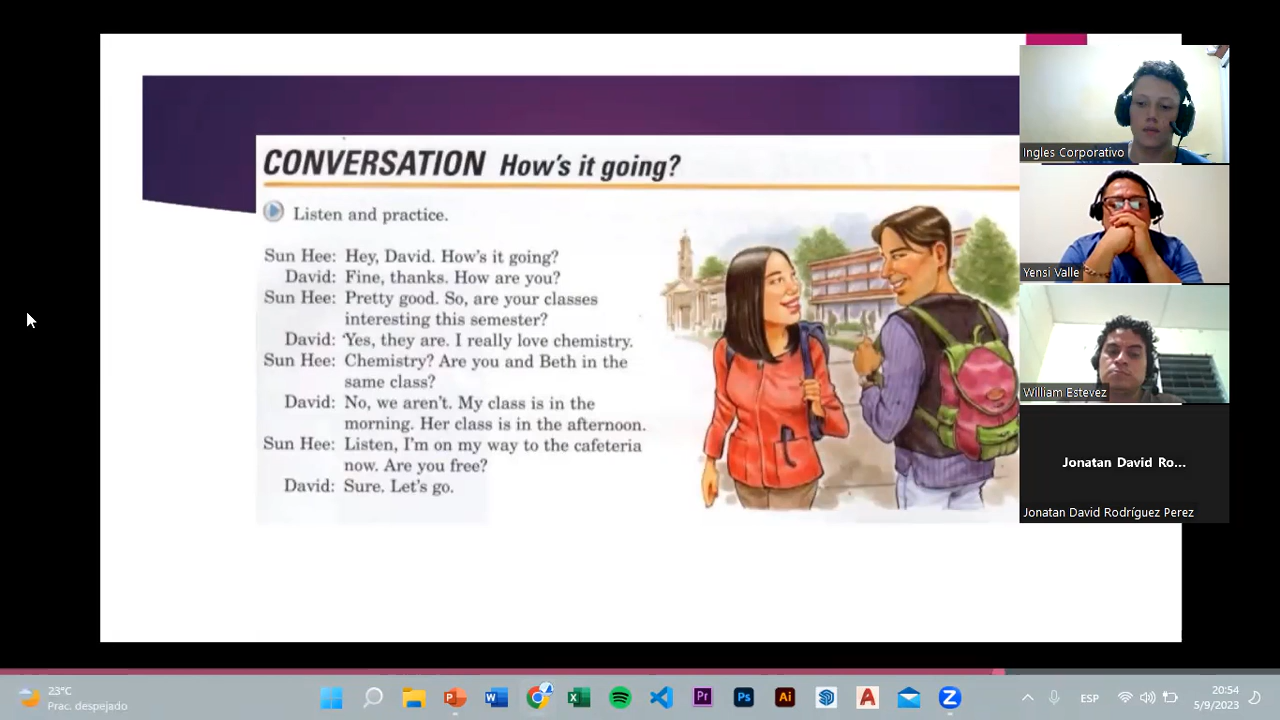 CONVERSATION How's it going?
Listen and practice.
Sun Hee: Hey, David. How's it going?
David: Fine, thanks. How are you?
Sun Hee: Pretty good. So, are your classes
interesting this semester?
David: Yes, they are. I really love chemistry.
Sun Hee: Chemistry? Are you and Beth in the
same class?
David: No, we aren't. My class is in the
morning. Her class is in the afternoon.
Sun Hee: Listen, I'm on my way to the cafeteria
now. Are you free?
David: Sure. Let's go.
Ingles Corporativo
Yensi Valle
William Estevez
Jonatan David Ro...
Jonatan David Rodríguez Perez
23°C
Prac. despejado
W
Pr
Ps
Ai
A
Z
ESP
20:54
5/9/2023